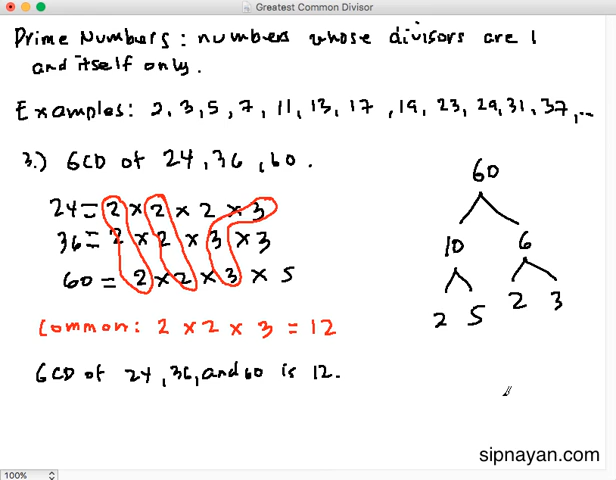 Greatest Common Divisor
Prime Numbers: numbers whose divisors are 1
and itself only.
Examples: 2, 3, 5, 7, 11, 13, 17, 19, 23, 29, 31, 37, ...
3.) GCD of 24, 36, 60.
24 = 2 × 2 × 2 × 3
36 = 2 × 2 × 3 × 3
60 = 2 × 2 × 3 × 5
Common: 2 × 2 × 3 = 12
GCD of 24, 36, and 60 is 12.
60
10 6
2 5 2 3
sipnayan.com
100%